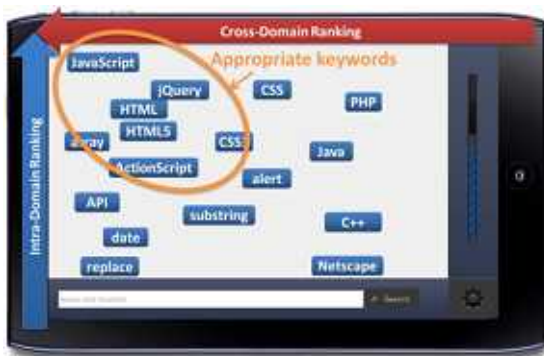 Cross-Domain Ranking
Intra-Domain Ranking
JavaScript
Appropriate keywords
jQuery
CSS
PHP
HTML
HTML5
array
CSS3
Java
ActionScript
alert
API
substring
C++
date
replace
Netscape
Search